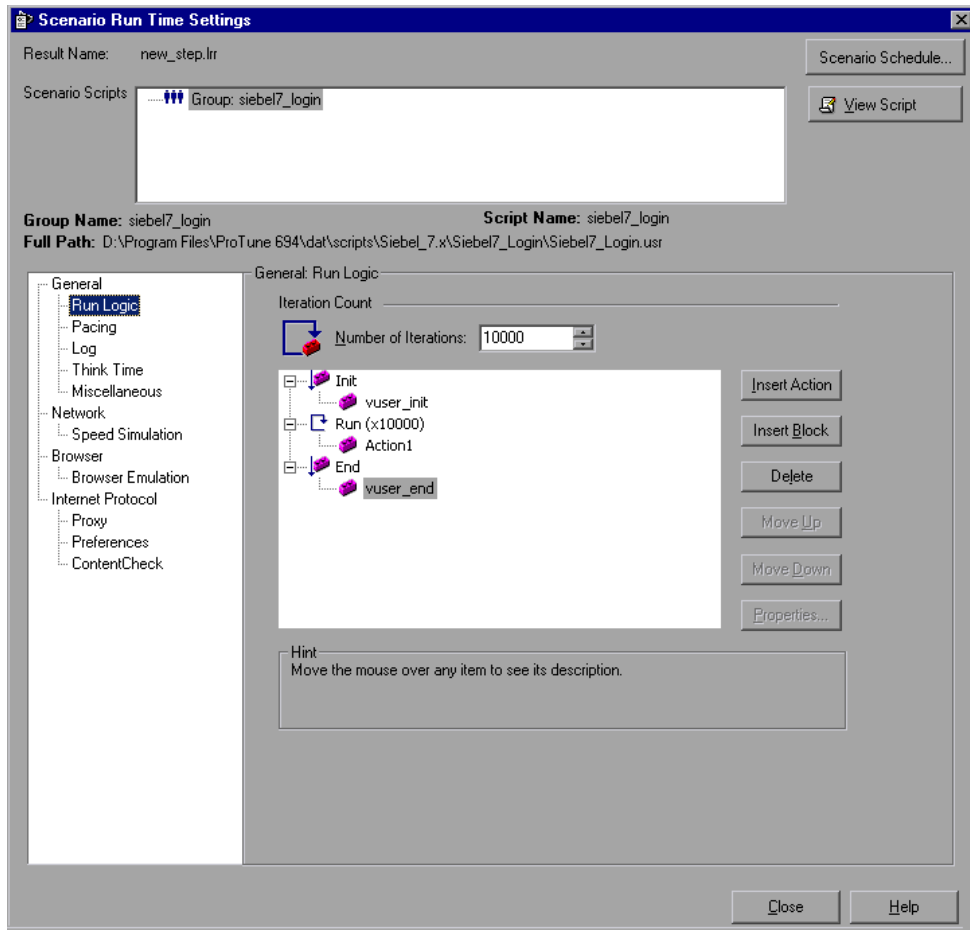 Scenario Run Time Settings
Result Name: new_step.lrr
Scenario Schedule...
Scenario Scripts
Group: siebel7_login
View Script
Group Name: siebel7_login Script Name: siebel7_login
Full Path: D:\Program Files\ProTune 694\dat\scripts\Siebel_7.x\Siebel7_Login\Siebel7_Login.usr
General
Run Logic
Pacing
Log
Think Time
Miscellaneous
Network
Speed Simulation
Browser
Browser Emulation
Internet Protocol
Proxy
Preferences
ContentCheck
General: Run Logic
Iteration Count
Number of Iterations: 10000
Init
vuser_init
Run (x10000)
Action1
End
vuser_end
Insert Action
Insert Block
Delete
Move Up
Move Down
Properties...
Hint
Move the mouse over any item to see its description.
Close
Help